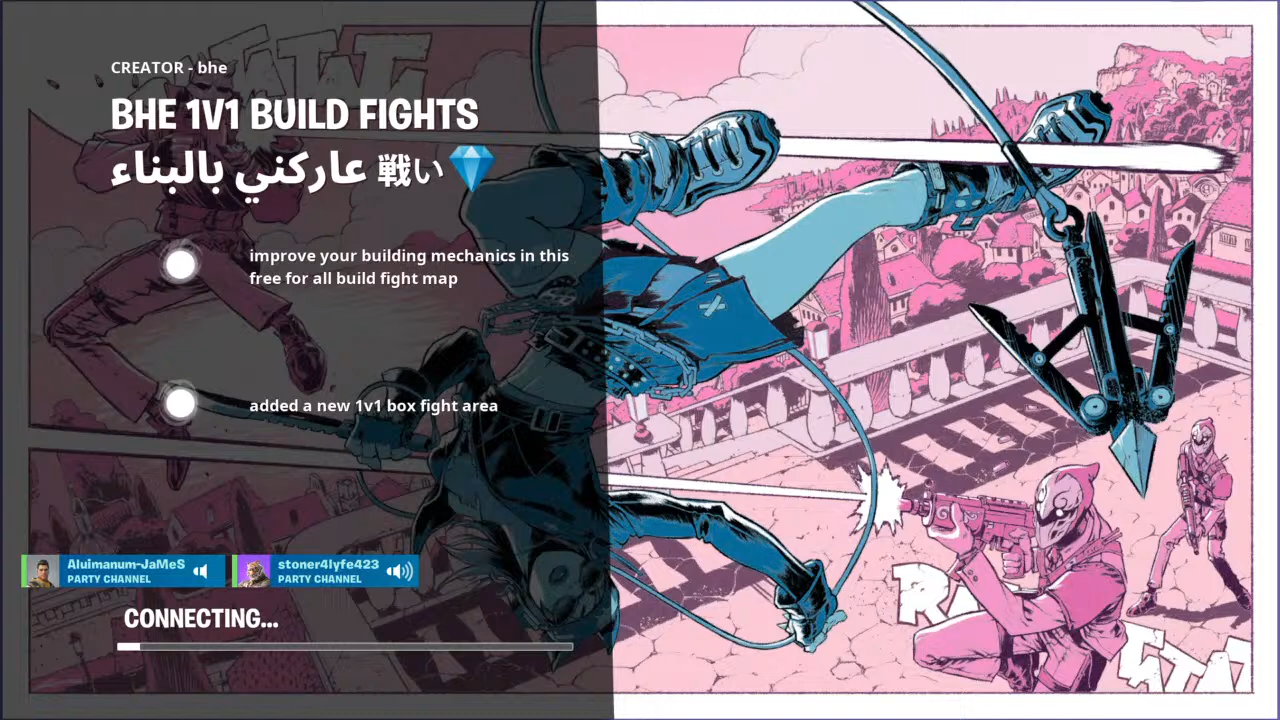 CREATOR - bhe
BHE 1V1 BUILD FIGHTS
عاركني بالبناء 戦い💎
improve your building mechanics in this
free for all build fight map
added a new 1v1 box fight area
Aluimanum-JaMeS
PARTY CHANNEL
stoner4lyfe423
PARTY CHANNEL
CONNECTING...